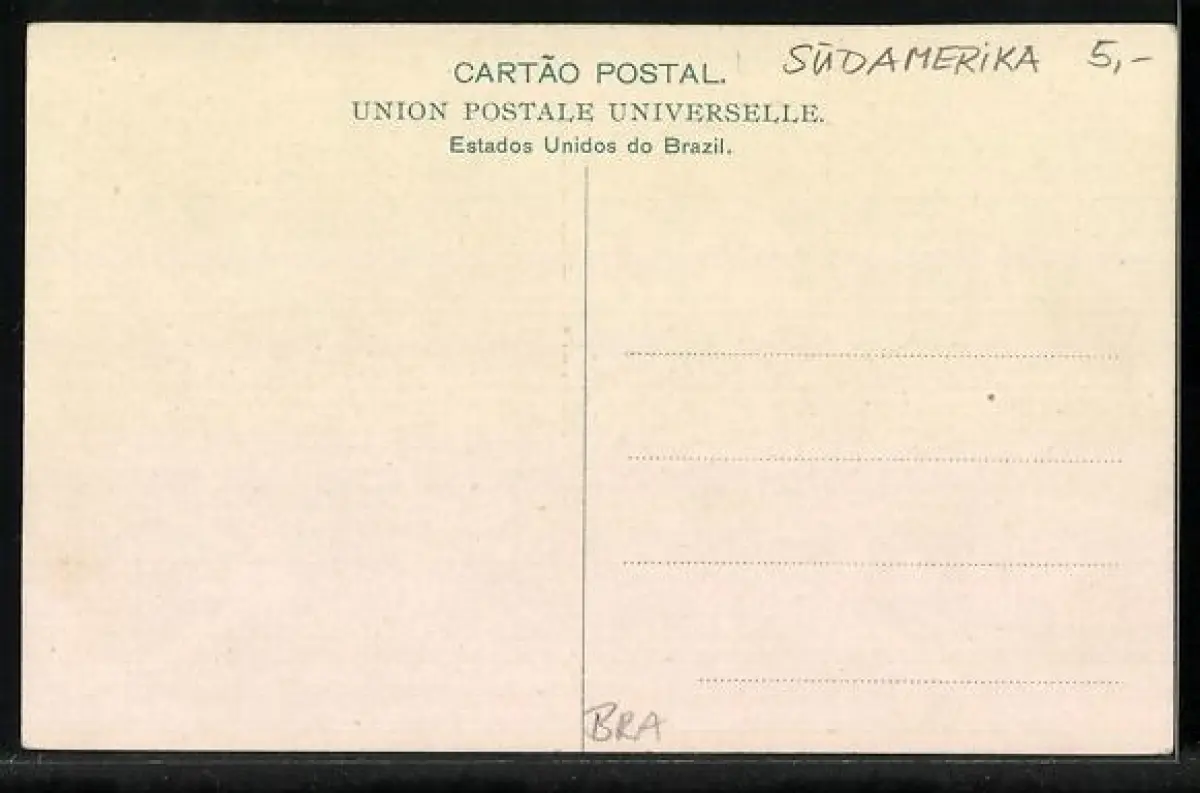 SÜDAMERIKA 5,-
CARTÃO POSTAL.
UNION POSTALE UNIVERSELLE.
Estados Unidos do Brazil.
BRA